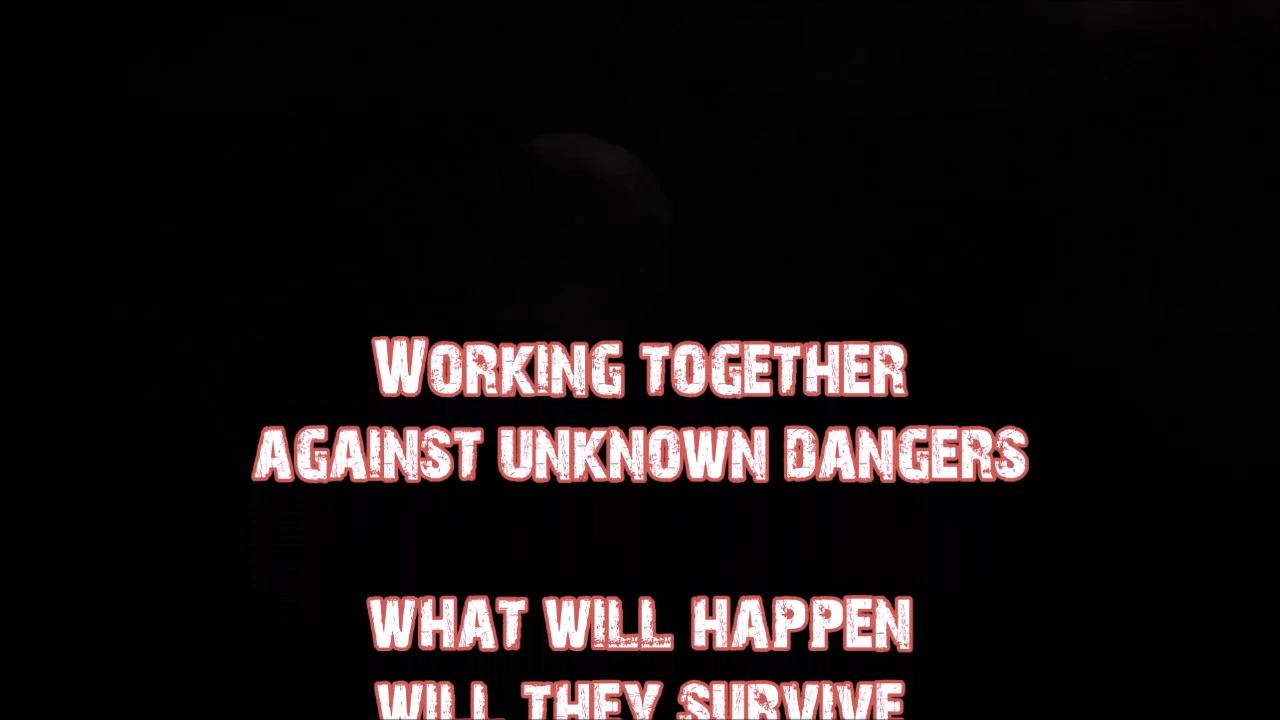 Working together
against unknown dangers
what will happen
will they survive